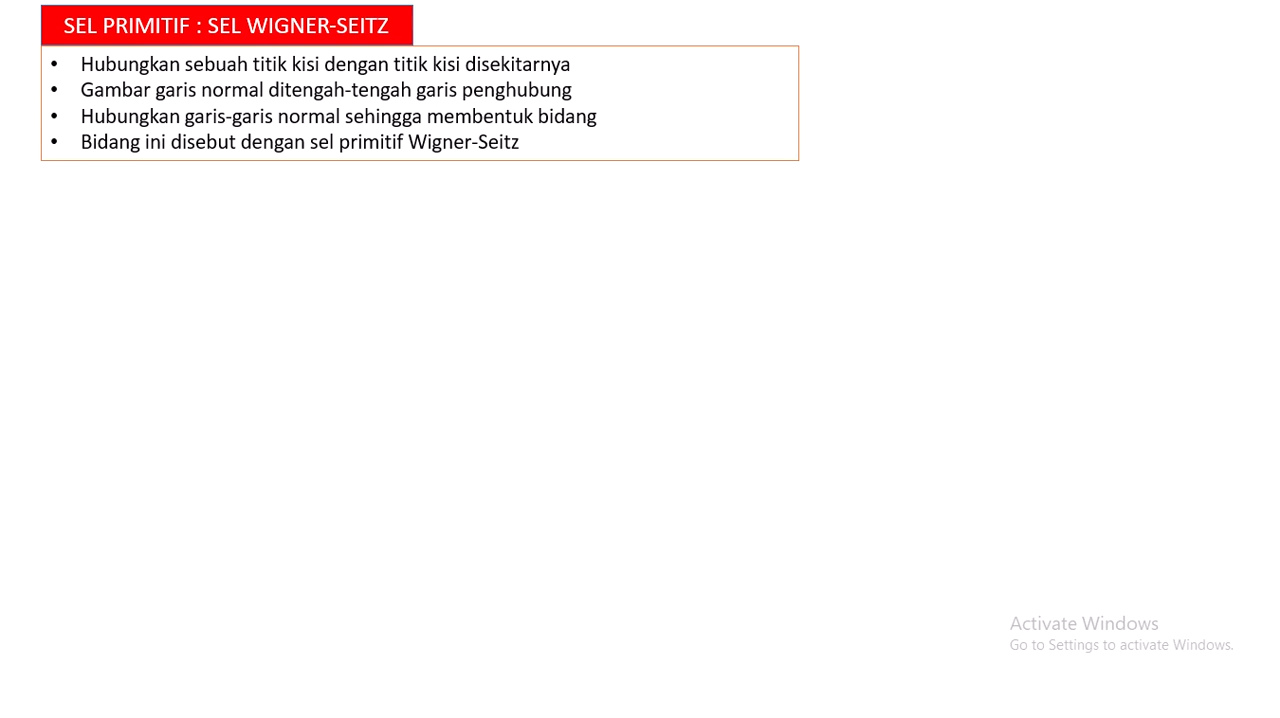 SEL PRIMITIF : SEL WIGNER-SEITZ
• Hubungkan sebuah titik kisi dengan titik kisi disekitarnya
• Gambar garis normal ditengah-tengah garis penghubung
• Hubungkan garis-garis normal sehingga membentuk bidang
• Bidang ini disebut dengan sel primitif Wigner-Seitz
Activate Windows
Go to Settings to activate Windows.